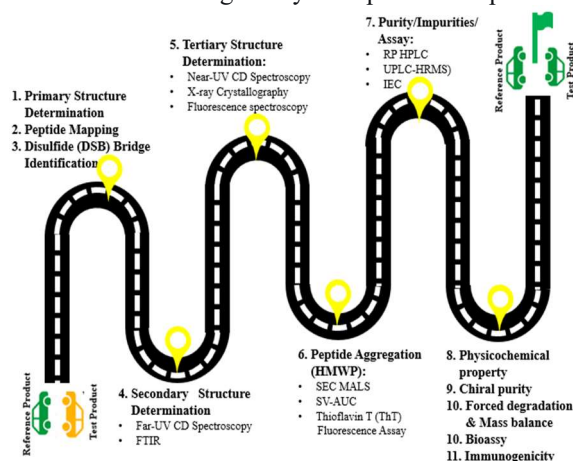 1. Primary Structure
Determination
2. Peptide Mapping
3. Disulfide (DSB) Bridge
Identification
5. Tertiary Structure
Determination:
• Near-UV CD Spectroscopy
• X-ray Crystallography
• Fluorescence spectroscopy
7. Purity/Impurities/
Assay:
• RP HPLC
• UPLC-HRMS)
• IEC
Reference Product
Test Product
Reference Product
Test Product
4. Secondary Structure
Determination
• Far-UV CD Spectroscopy
• FTIR
6. Peptide Aggregation
(HMWP):
• SEC MALS
• SV-AUC
• Thioflavin T (ThT)
Fluorescence Assay
8. Physicochemical
property
9. Chiral purity
10. Forced degradation
& Mass balance
10. Bioassy
11. Immunogenicity